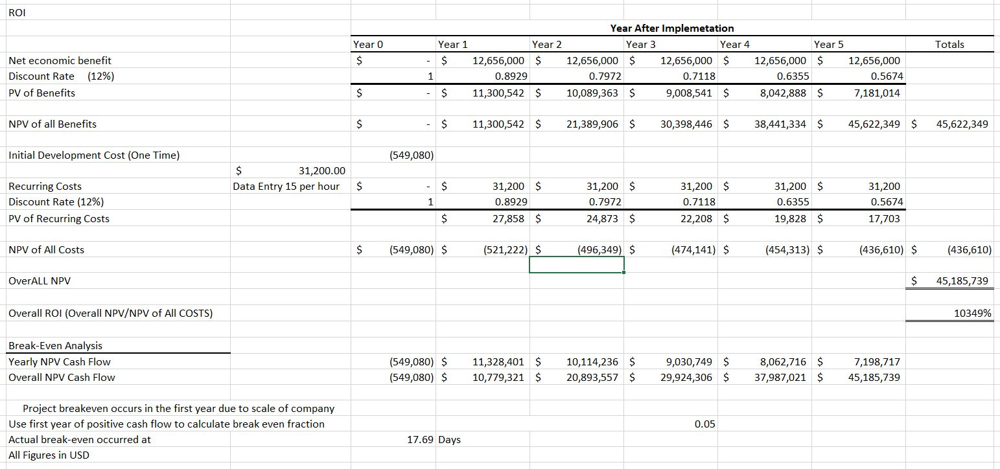 ROI
Year After Implemetation
Year 0 Year 1 Year 2 Year 3 Year 4 Year 5 Totals
Net economic benefit $ - $ 12,656,000 $ 12,656,000 $ 12,656,000 $ 12,656,000 $ 12,656,000
Discount Rate (12%) 1 0.8929 0.7972 0.7118 0.6355 0.5674
PV of Benefits $ - $ 11,300,542 $ 10,089,363 $ 9,008,541 $ 8,042,888 $ 7,181,014
NPV of all Benefits $ - $ 11,300,542 $ 21,389,906 $ 30,398,446 $ 38,441,334 $ 45,622,349 $ 45,622,349
Initial Development Cost (One Time) (549,080)
$ 31,200.00
Recurring Costs Data Entry 15 per hour $ - $ 31,200 $ 31,200 $ 31,200 $ 31,200 $ 31,200
Discount Rate (12%) 1 0.8929 0.7972 0.7118 0.6355 0.5674
PV of Recurring Costs $ 27,858 $ 24,873 $ 22,208 $ 19,828 $ 17,703
NPV of All Costs $ (549,080) $ (521,222) $ (496,349) $ (474,141) $ (454,313) $ (436,610) $ (436,610)
OverALL NPV $ 45,185,739
Overall ROI (Overall NPV/NPV of All COSTS) 10349%
Break-Even Analysis
Yearly NPV Cash Flow (549,080) $ 11,328,401 $ 10,114,236 $ 9,030,749 $ 8,062,716 $ 7,198,717
Overall NPV Cash Flow (549,080) $ 10,779,321 $ 20,893,557 $ 29,924,306 $ 37,987,021 $ 45,185,739
Project breakeven occurs in the first year due to scale of company
Use first year of positive cash flow to calculate break even fraction 0.05
Actual break-even occurred at 17.69 Days
All Figures in USD